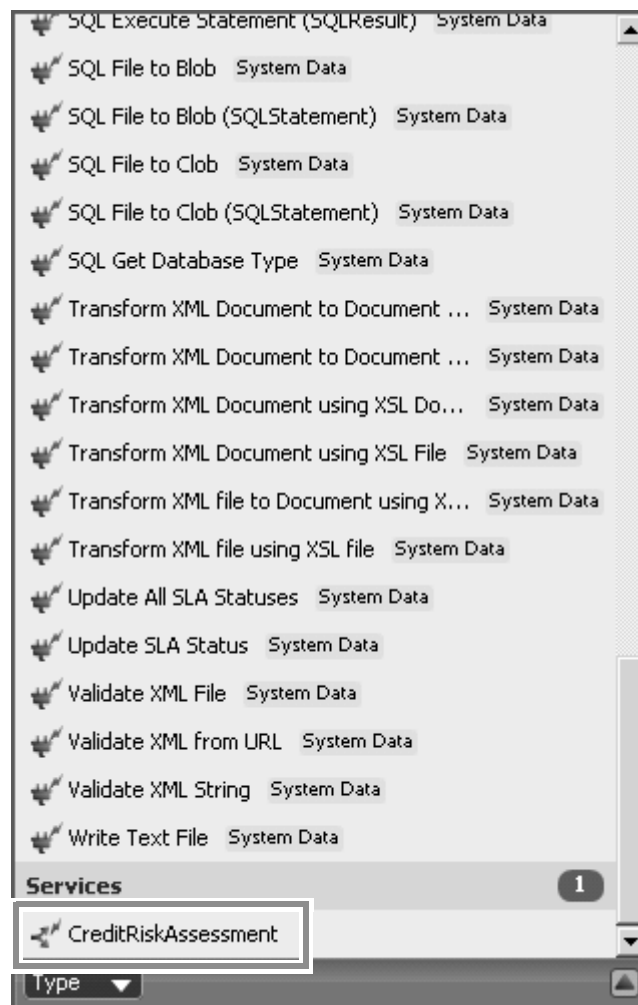 SQL Execute Statement (SQLResult) System Data
SQL File to Blob System Data
SQL File to Blob (SQLStatement) System Data
SQL File to Clob System Data
SQL File to Clob (SQLStatement) System Data
SQL Get Database Type System Data
Transform XML Document to Document ... System Data
Transform XML Document to Document ... System Data
Transform XML Document using XSL Do... System Data
Transform XML Document using XSL File System Data
Transform XML file to Document using X... System Data
Transform XML file using XSL file System Data
Update All SLA Statuses System Data
Update SLA Status System Data
Validate XML File System Data
Validate XML from URL System Data
Validate XML String System Data
Write Text File System Data
Services 1
CreditRiskAssessment
Type